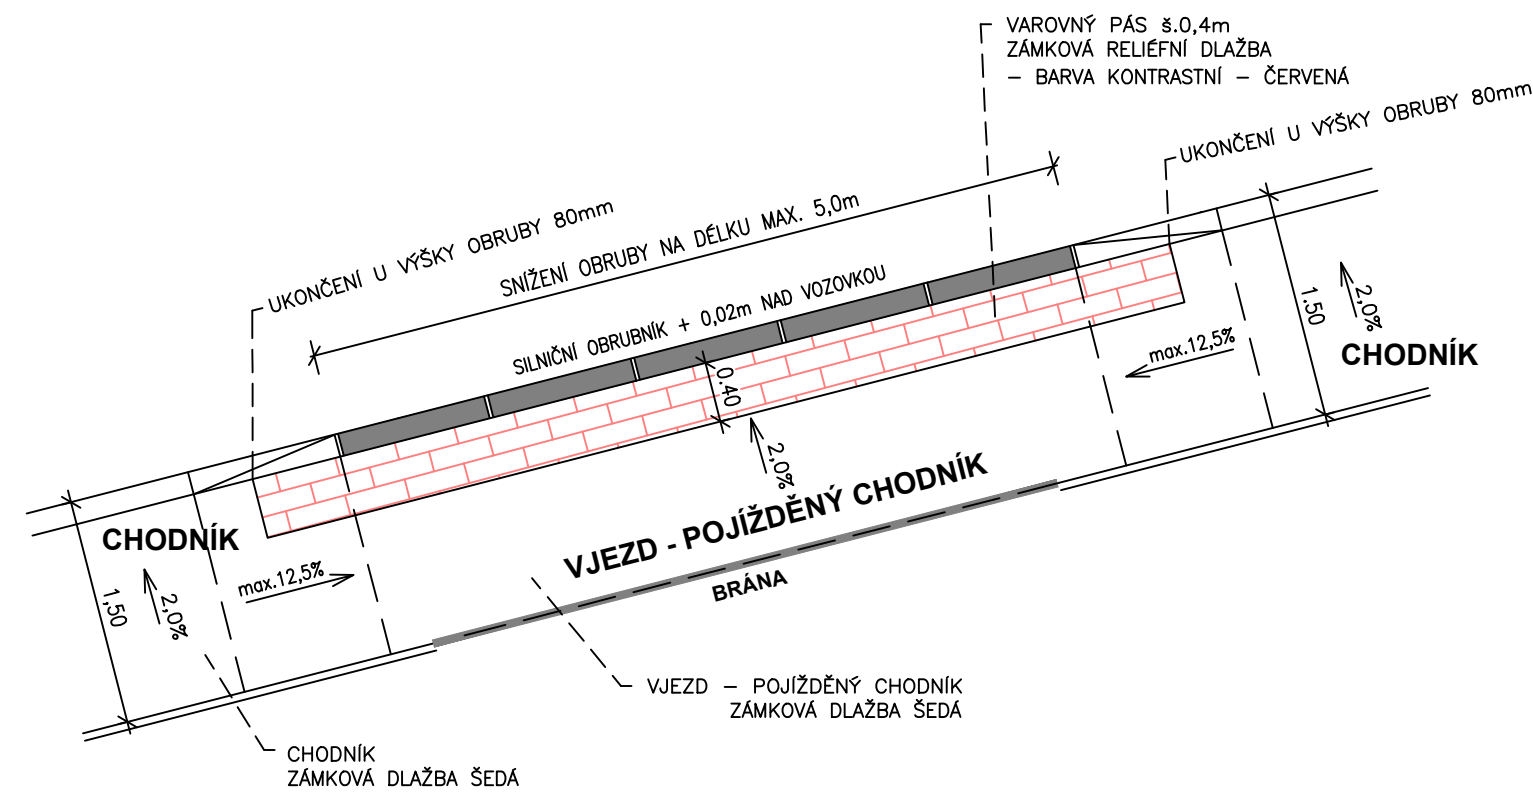 VAROVNÝ PÁS š.0,4m
ZÁMKOVÁ RELIÉFNÍ DLAŽBA
– BARVA KONTRASTNÍ – ČERVENÁ
UKONČENÍ U VÝŠKY OBRUBY 80mm
UKONČENÍ U VÝŠKY OBRUBY 80mm
SNÍŽENÍ OBRUBY NA DÉLKU MAX. 5,0m
SILNIČNÍ OBRUBNÍK + 0,02m NAD VOZOVKOU
1.50
2,0%
CHODNÍK
max.12,5%
0.40
2,0%
VJEZD - POJÍŽDĚNÝ CHODNÍK
BRÁNA
CHODNÍK
max.12,5%
1,50
2,0%
VJEZD – POJÍŽDĚNÝ CHODNÍK
ZÁMKOVÁ DLAŽBA ŠEDÁ
CHODNÍK
ZÁMKOVÁ DLAŽBA ŠEDÁ